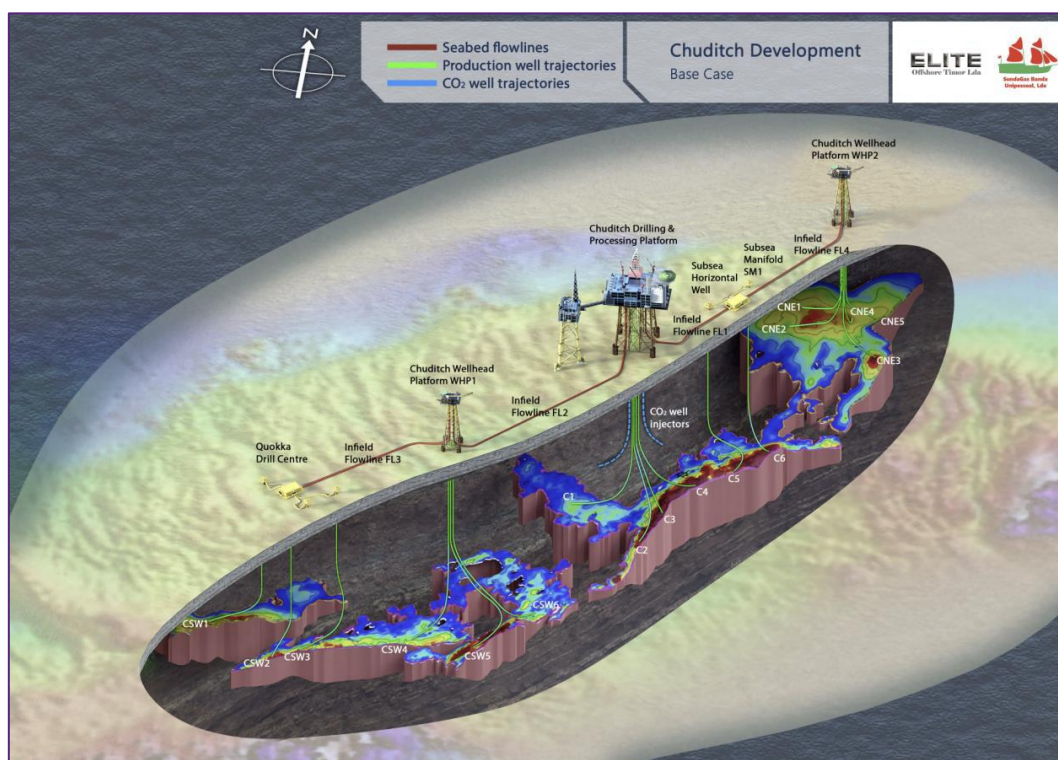 N
Seabed flowlines
Production well trajectories
CO₂ well trajectories
Chuditch Development
Base Case
ELITE
Offshore Timor Lda
SundaGas Banda
Unipessoal, Lda
Chuditch Wellhead
Platform WHP2
Chuditch Drilling &
Processing Platform
Subsea
Manifold
SM1
Infield
Flowline FL4
Subsea
Horizontal
Well
Infield
Flowline FL1
Chuditch Wellhead
Platform WHP1
Infield
Flowline FL2
Quokka
Drill Centre
Infield
Flowline FL3
CO₂ well
injectors
CNE1
CNE2
CNE4
CNE5
CNE3
C1
C2
C3
C4
C5
C6
CSW1
CSW2
CSW3
CSW4
CSW5
CSW6